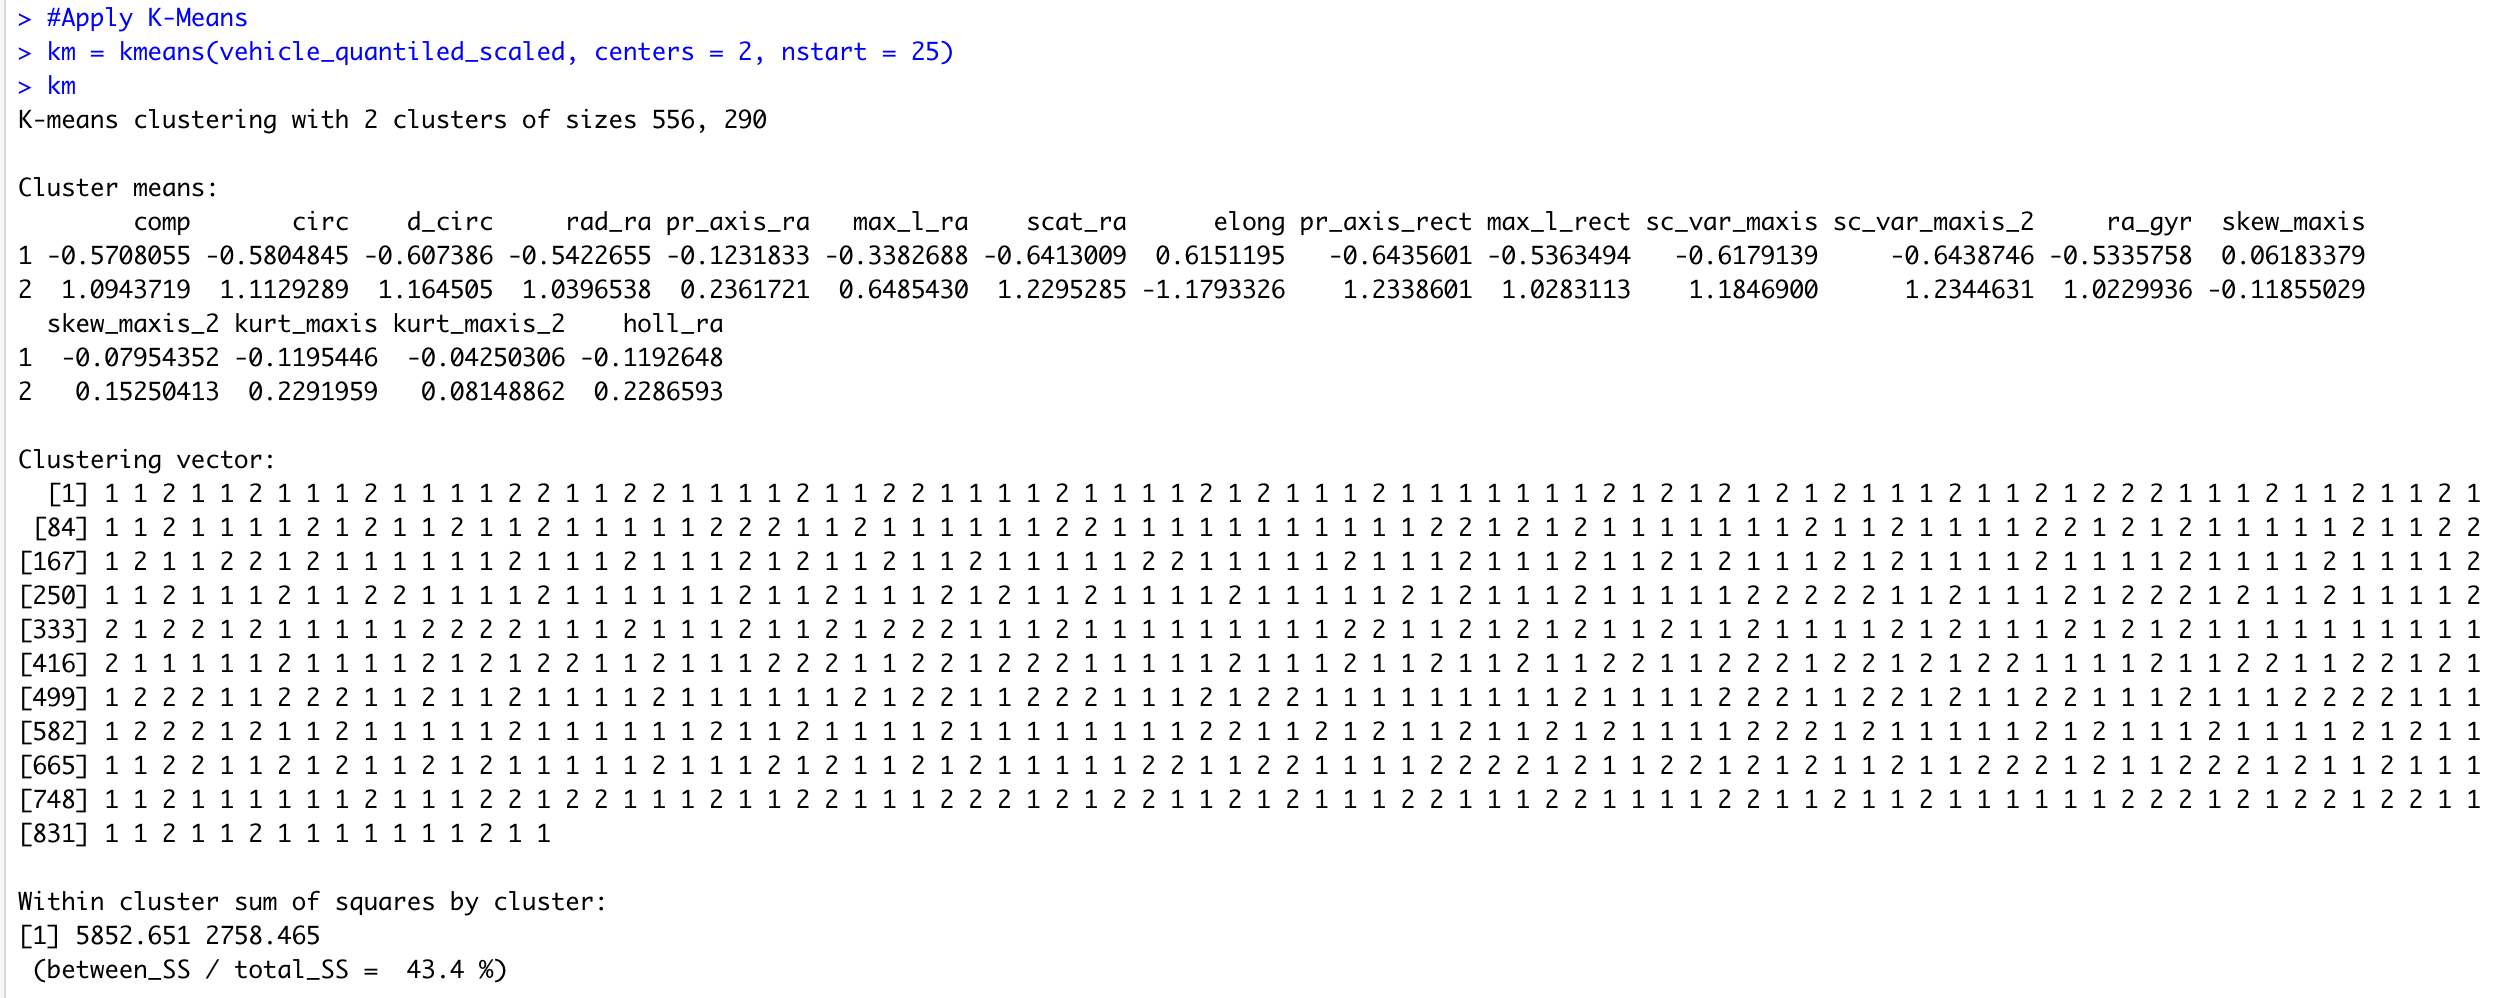 > #Apply K-Means
> km = kmeans(vehicle_quantiled_scaled, centers = 2, nstart = 25)
> km
K-means clustering with 2 clusters of sizes 556, 290
Cluster means:
comp circ d_circ rad_ra pr_axis_ra max_l_ra scat_ra elong pr_axis_rect max_l_rect sc_var_maxis sc_var_maxis_2 ra_gyr skew_maxis
1 -0.5708055 -0.5804845 -0.607386 -0.5422655 -0.1231833 -0.3382688 -0.6413009 0.6151195 -0.6435601 -0.5363494 -0.6179139 -0.6438746 -0.5335758 0.06183379
2 1.0943719 1.1129289 1.164505 1.0396538 0.2361721 0.6485430 1.2295285 -1.1793326 1.2338601 1.0283113 1.1846900 1.2344631 1.0229936 -0.11855029
skew_maxis_2 kurt_maxis kurt_maxis_2 holl_ra
1 -0.07954352 -0.1195446 -0.04250306 -0.1192648
2 0.15250413 0.2291959 0.08148862 0.2286593
Clustering vector:
[1] 1 1 2 1 1 2 1 1 1 2 1 1 1 1 2 2 1 1 2 2 1 1 1 1 2 1 1 2 2 1 1 1 1 2 1 1 1 1 2 1 2 1 1 1 2 1 1 1 1 1 1 1 2 1 2 1 2 1 2 1 2 1 1 1 2 1 1 2 1 2 2 2 1 1 1 2 1 1 2 1 1 2 1
[84] 1 1 2 1 1 1 1 2 1 2 1 1 2 1 1 2 1 1 1 1 1 2 2 2 1 1 2 1 1 1 1 1 1 2 2 1 1 1 1 1 1 1 1 1 1 1 2 2 1 2 1 2 1 1 1 1 1 1 1 2 1 1 2 1 1 1 1 2 2 1 2 1 2 1 1 1 1 1 2 1 1 2 2
[167] 1 2 1 1 2 2 1 2 1 1 1 1 1 1 2 1 1 1 2 1 1 1 1 2 1 2 1 2 1 1 2 1 1 1 1 1 2 2 1 1 1 1 1 2 1 1 1 2 1 1 1 2 1 1 2 1 2 1 1 1 2 1 1 1 2 1 1 1 1 2 1 1 1 1 2 1 1 1 1 2
[250] 1 1 2 1 1 1 2 1 1 2 2 1 1 1 1 2 1 1 1 1 1 1 2 1 1 2 1 1 1 2 1 2 1 1 2 1 1 1 1 2 1 1 1 1 1 2 1 2 1 1 1 2 1 1 1 1 1 2 2 2 2 2 1 1 2 1 1 1 2 1 2 2 2 1 2 1 1 2 1 1 1 1 2
[333] 2 1 2 2 1 2 1 1 1 1 1 2 2 2 2 1 1 1 2 1 1 1 2 1 1 2 1 2 2 2 1 1 1 2 1 1 1 1 1 1 1 1 1 2 2 1 1 2 1 2 1 2 1 1 2 1 1 2 1 1 1 1 2 1 2 1 1 1 2 1 2 1 2 1 1 1 1 1 1 1 1 1 1
[416] 2 1 1 1 1 1 2 1 1 1 1 2 1 2 1 2 2 1 1 2 1 1 1 2 2 2 1 1 2 2 1 2 2 2 1 1 1 1 1 2 1 1 1 2 1 1 2 1 1 2 1 1 2 2 1 1 2 2 2 1 2 2 1 2 1 2 2 1 1 1 1 2 1 1 2 2 1 1 2 2 1 2 1
[499] 1 2 2 2 1 1 2 2 2 1 1 2 1 1 2 1 1 1 1 2 1 1 1 1 1 1 2 1 2 2 1 1 2 2 2 1 1 1 2 1 2 2 1 1 1 1 1 1 1 1 1 2 1 1 1 1 2 2 2 1 1 2 2 1 2 1 1 2 2 1 1 1 2 1 1 1 2 2 2 2 1 1 1
[582] 1 2 2 2 1 2 1 1 2 1 1 1 1 1 2 1 1 1 1 1 1 2 1 1 2 1 1 1 1 2 1 1 1 1 1 1 1 1 2 2 1 1 2 1 2 1 2 1 1 2 1 1 2 1 2 1 1 1 1 2 2 2 1 2 1 1 1 1 1 2 1 2 1 1 1 2 1 1 1 1 2 1 2 1 1
[665] 1 1 2 2 1 1 2 1 2 1 1 2 1 2 1 1 1 1 1 2 1 1 1 2 1 2 1 1 2 1 2 1 1 1 1 1 2 2 1 1 2 2 1 1 1 1 2 2 2 2 1 2 1 1 2 2 1 2 1 2 1 1 2 1 1 2 2 2 1 2 1 1 2 2 2 1 2 1 1 2 1 1 1
[748] 1 1 2 1 1 1 1 1 1 2 1 1 1 2 2 1 2 2 1 1 1 2 1 1 2 2 1 1 1 2 2 2 1 2 1 2 2 1 1 2 1 2 1 1 1 2 2 1 1 1 2 2 1 1 1 1 2 2 1 1 2 1 1 2 1 1 1 1 1 1 2 2 2 1 2 1 2 2 1 2 2 1 1
[831] 1 1 2 1 1 2 1 1 1 1 1 1 1 2 1 1
Within cluster sum of squares by cluster:
[1] 5852.651 2758.465
(between_SS / total_SS = 43.4 %)